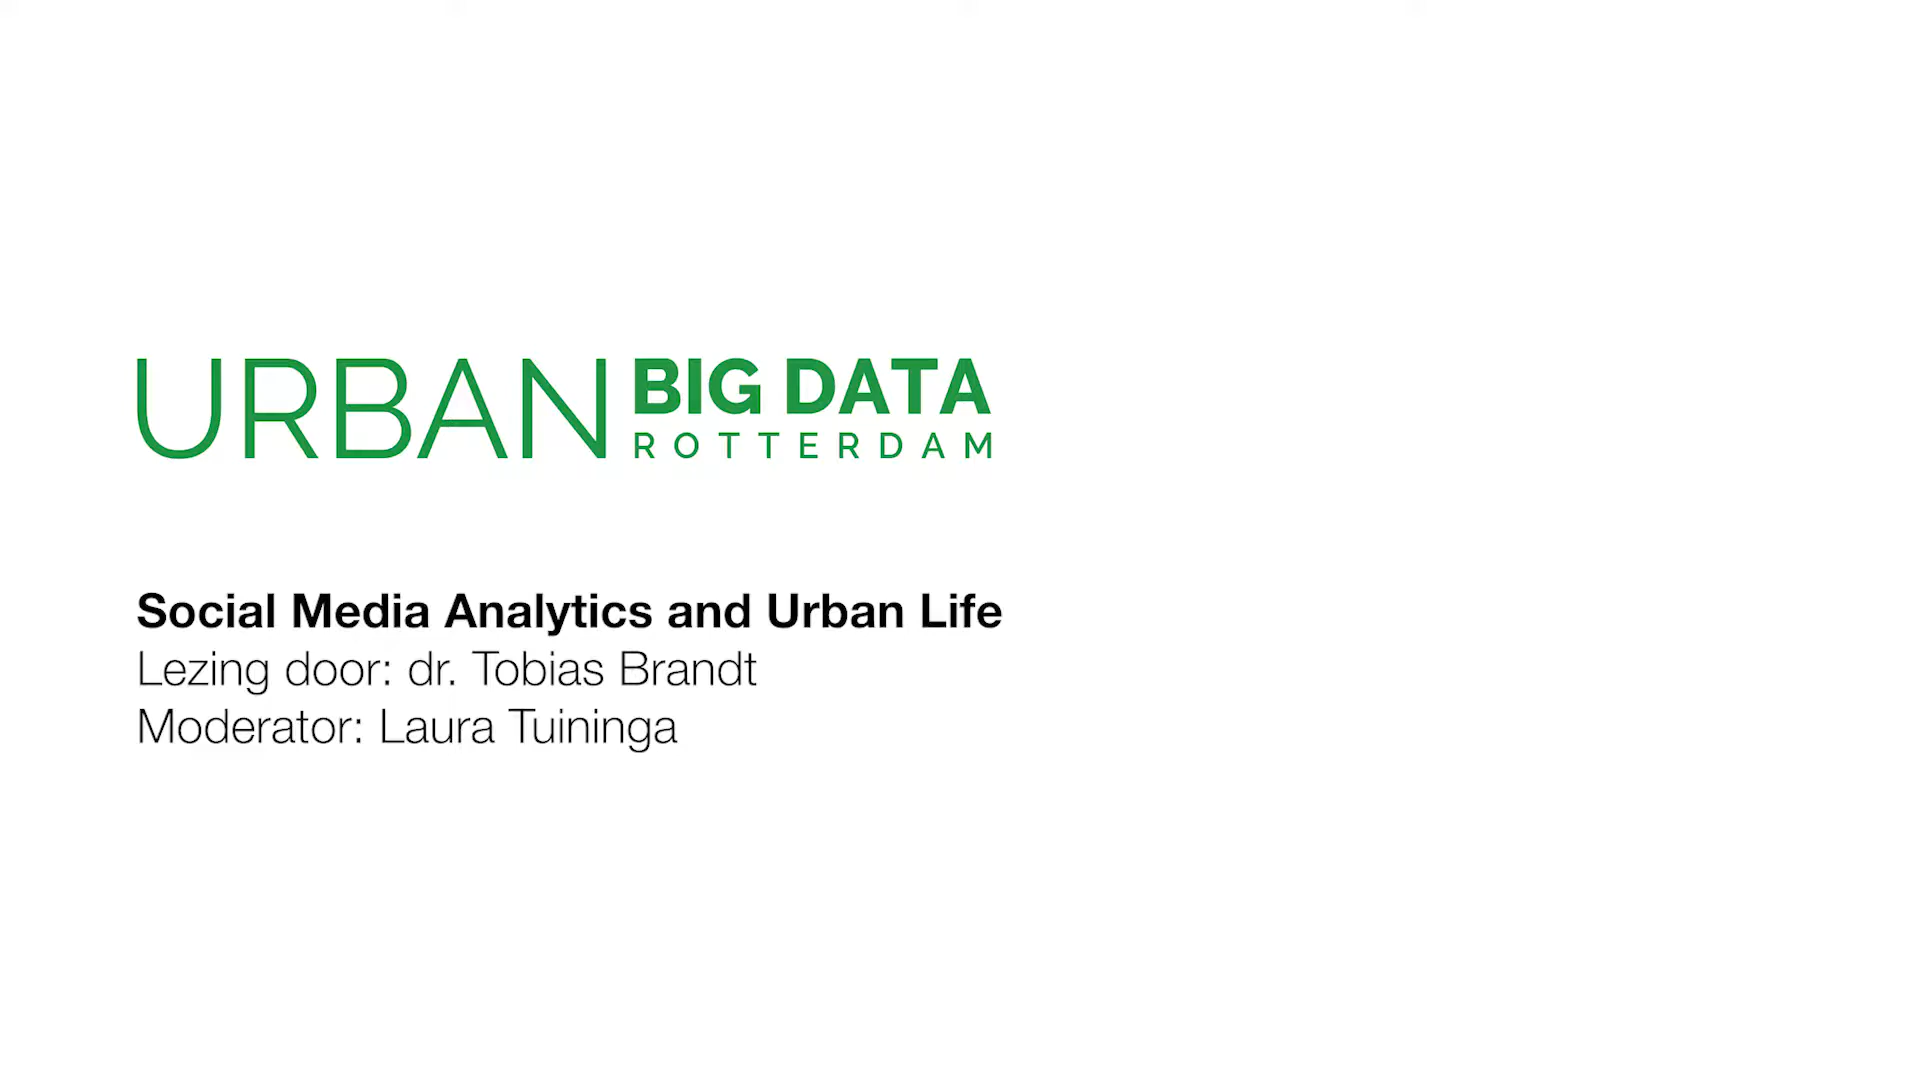 URBAN BIG DATA
ROTTERDAM
Social Media Analytics and Urban Life
Lezing door: dr. Tobias Brandt
Moderator: Laura Tuininga